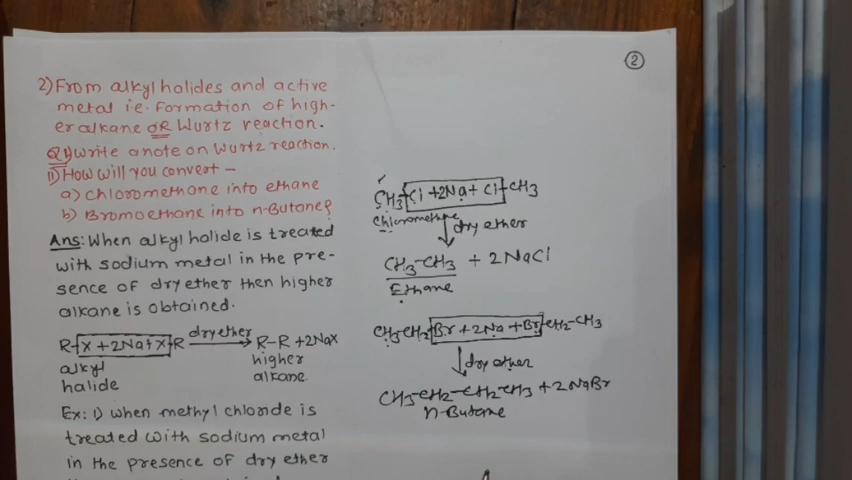 2
2) From alkyl halides and active
metal i.e. Formation of high-
er alkane OR Wurtz reaction.
Q1) Write a note on Wurtz reaction.
11) How will you convert —
a) Chloromethane into ethane
b) Bromoethane into n-Butane?
Ans: When alkyl halide is treated
with sodium metal in the pre-
sence of dry ether then higher
alkane is obtained.
R-X + 2Na + X-R dry ether → R-R + 2NaX
alkyl halide
higher alkane
Ex: 1) when methyl chloride is
treated with sodium metal
in the presence of dry ether
CH3-Cl + 2Na + Cl-CH3
Chloromethane
↓ dry ether
CH3-CH3 + 2NaCl
Ethane
CH3-CH2-Br + 2Na + Br-CH2-CH3
↓ dry ether
CH3-CH2-CH2-CH3 + 2NaBr
n-Butane